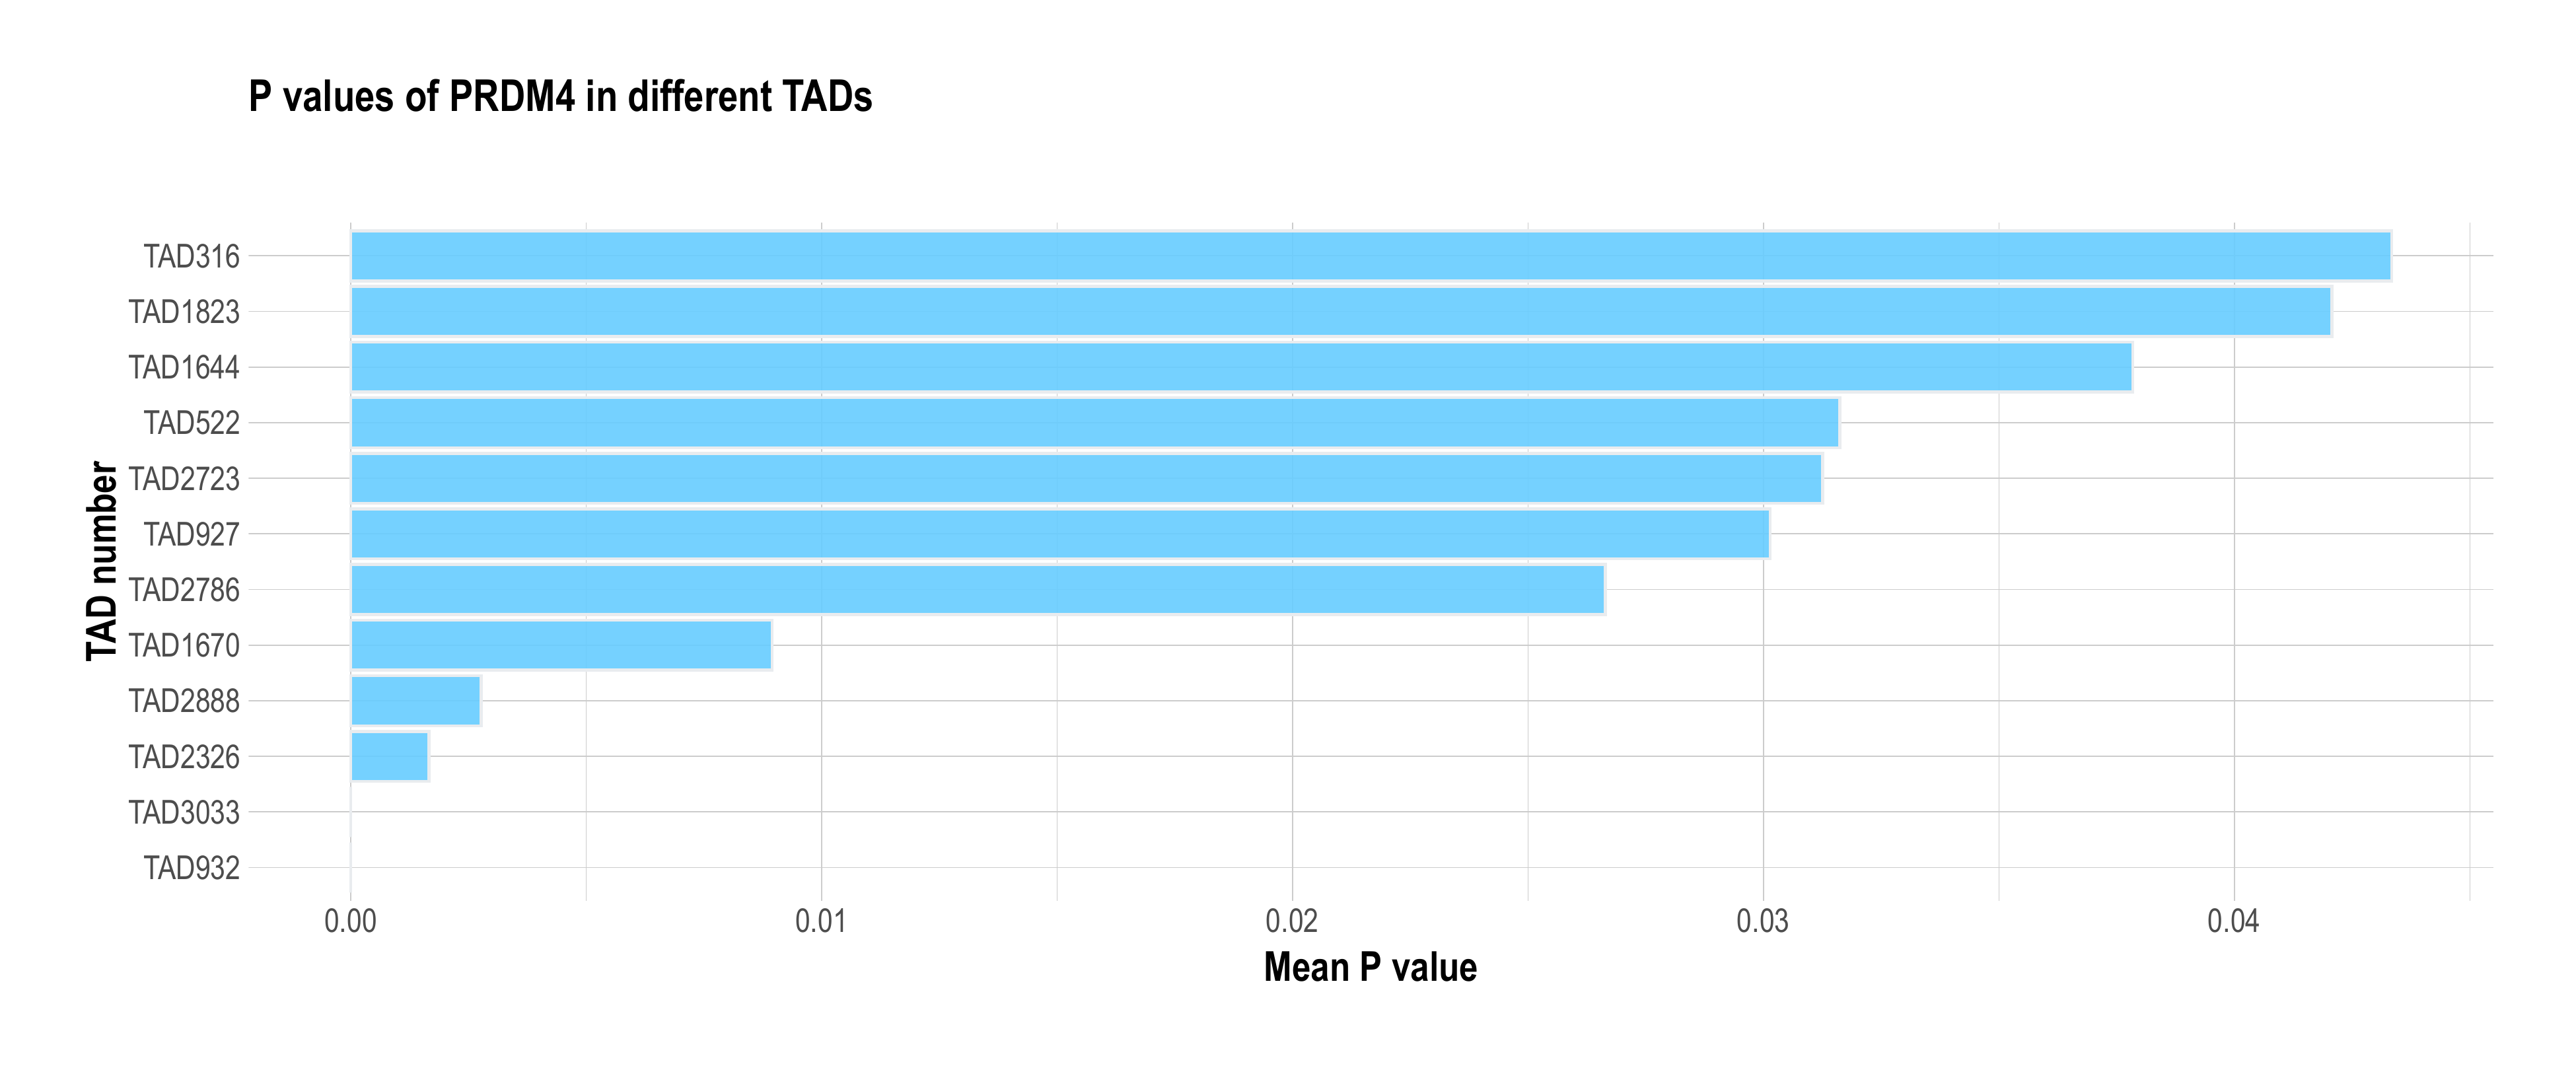 P values of PRDM4 in different TADs
TAD number
TAD316
TAD1823
TAD1644
TAD522
TAD2723
TAD927
TAD2786
TAD1670
TAD2888
TAD2326
TAD3033
TAD932
0.00 0.01 0.02 0.03 0.04
Mean P value